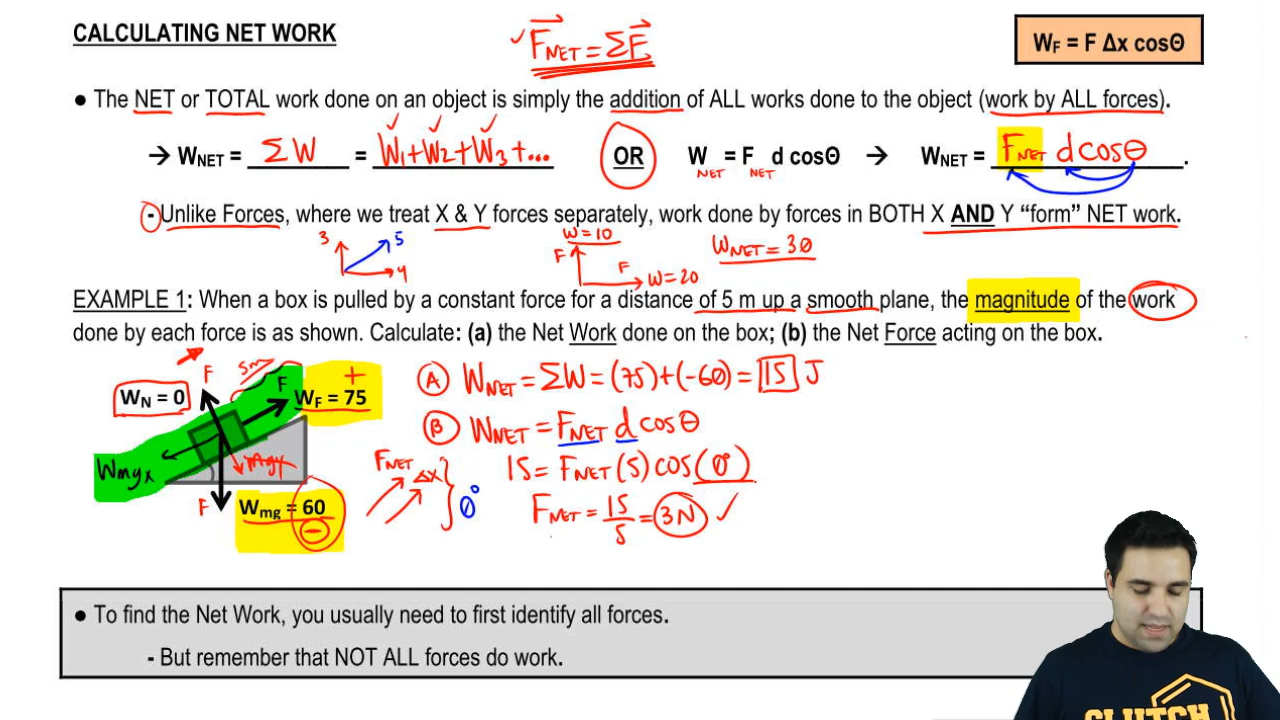 CALCULATING NET WORK
✓ F NET = ΣF
W_F = F Δx cosΘ
● The NET or TOTAL work done on an object is simply the addition of ALL works done to the object (work by ALL forces).
→ W_NET = ΣW = W1 + W2 + W3 + ... OR W NET = F NET d cosΘ → W_NET = F_NET d cosΘ.
- Unlike Forces, where we treat X & Y forces separately, work done by forces in BOTH X AND Y “form” NET work.
3 5 4
W = 10 F F W = 20
W_NET = 30
EXAMPLE 1: When a box is pulled by a constant force for a distance of 5 m up a smooth plane, the magnitude of the work
done by each force is as shown. Calculate: (a) the Net Work done on the box; (b) the Net Force acting on the box.
W_N = 0 F 5m F + W_F = 75
W mgx mgy
F W_mg = 60 −
F_NET Δx } 0°
(A) W_NET = ΣW = (75)+(-60) = 15 J
(B) W_NET = F_NET d cosΘ
15 = F_NET (5) cos(0°)
F_NET = 15/5 = 3N ✓
● To find the Net Work, you usually need to first identify all forces.
- But remember that NOT ALL forces do work.
CLUTCH